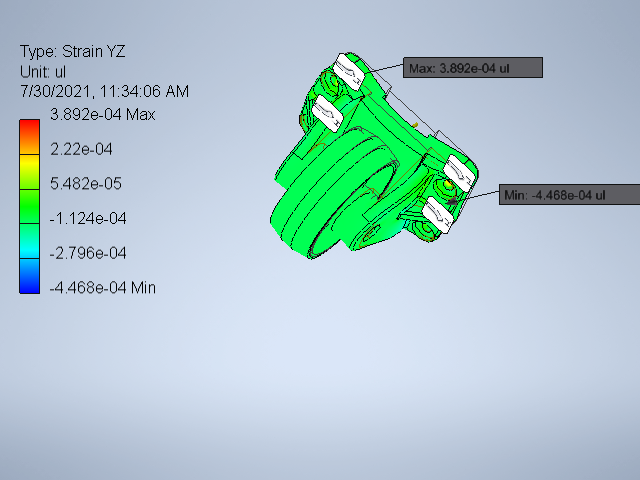 Type: Strain YZ
Unit: ul
7/30/2021, 11:34:06 AM
3.892e-04 Max
2.22e-04
5.482e-05
-1.124e-04
-2.796e-04
-4.468e-04 Min
Max: 3.892e-04 ul
Min: -4.468e-04 ul